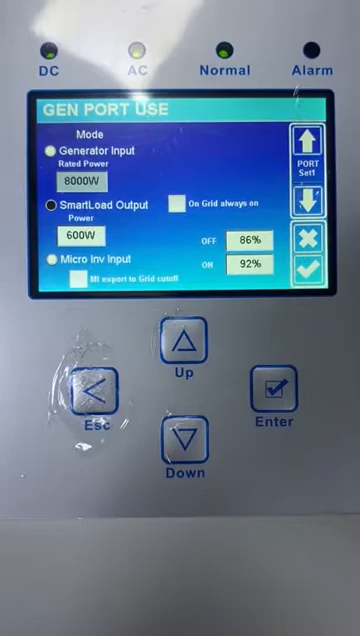 DC AC Normal Alarm
GEN PORT USE
Mode
Generator Input
Rated Power
8000W
PORT
Set1
SmartLoad Output
On Grid always on
Power
600W
OFF 86%
Micro Inv Input
ON 92%
MI export to Grid cutoff
Up
Esc
Enter
Down